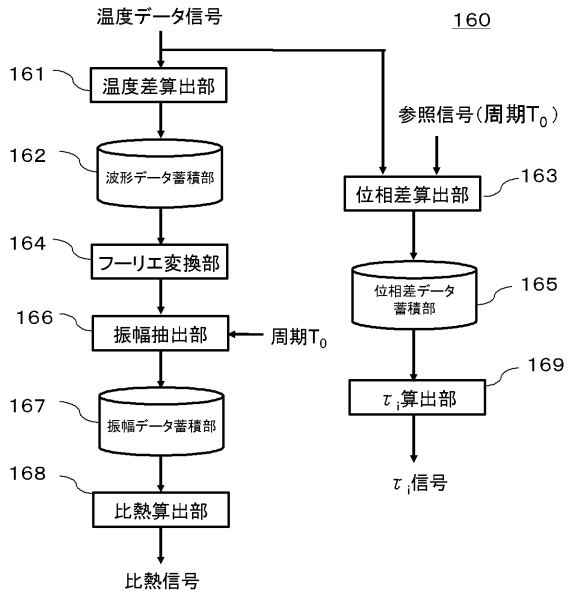 温度データ信号
160
161
温度差算出部
参照信号(周期T₀)
162
波形データ蓄積部
163
位相差算出部
164
フーリエ変換部
位相差データ
蓄積部
165
166
振幅抽出部
周期T₀
169
τᵢ算出部
167
振幅データ蓄積部
168
比熱算出部
τᵢ信号
比熱信号